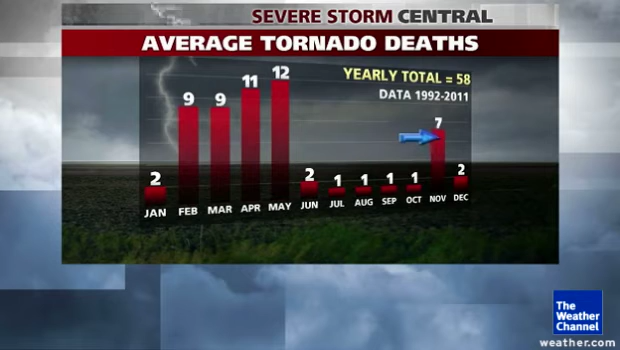 SEVERE STORM CENTRAL
AVERAGE TORNADO DEATHS
YEARLY TOTAL = 58
DATA 1992-2011
2 9 9 11 12 2 1 1 1 1 7 2
JAN FEB MAR APR MAY JUN JUL AUG SEP OCT NOV DEC
The
Weather
Channel
weather.com